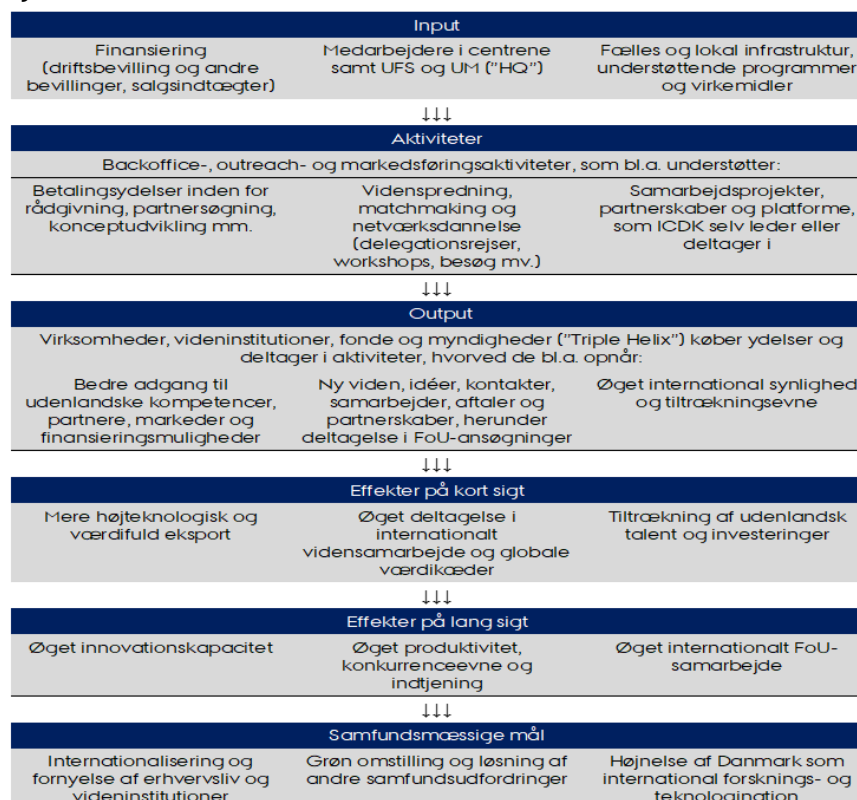 Input
Finansiering
(driftsbevilling og andre
bevillinger, salgsindtægter)
Medarbejdere i centrene
samt UFS og UM ("HQ")
Fælles og lokal infrastruktur,
understøttende programmer
og virkemidler
↓↓↓
Aktiviteter
Backoffice-, outreach- og markedsføringsaktiviteter, som bl.a. understøtter:
Betalingsydelser inden for
rådgivning, partnersøgning,
konceptudvikling mm.
Videnspredning,
matchmaking og
netværksdannelse
(delegationsrejser,
workshops, besøg mv.)
Samarbejdsprojekter,
partnerskaber og platforme,
som ICDK selv leder eller
deltager i
↓↓↓
Output
Virksomheder, videninstitutioner, fonde og myndigheder ("Triple Helix") køber ydelser og
deltager i aktiviteter, hvorved de bl.a. opnår:
Bedre adgang til
udenlandske kompetencer,
partnere, markeder og
finansieringsmuligheder
Ny viden, idéer, kontakter,
samarbejder, aftaler og
partnerskaber, herunder
deltagelse i FoU-ansøgninger
Øget international synlighed
og tiltrækningsevne
↓↓↓
Effekter på kort sigt
Mere højteknologisk og
værdifuld eksport
Øget deltagelse i
internationalt
vidensamarbejde og globale
værdikæder
Tiltrækning af udenlandsk
talent og investeringer
↓↓↓
Effekter på lang sigt
Øget innovationskapacitet
Øget produktivitet,
konkurrenceevne og
indtjening
Øget internationalt FoU-
samarbejde
↓↓↓
Samfundsmæssige mål
Internationalisering og
fornyelse af erhvervsliv og
videninstitutioner
Grøn omstilling og løsning af
andre samfundsudfordringer
Højnelse af Danmark som
international forsknings- og
teknologination